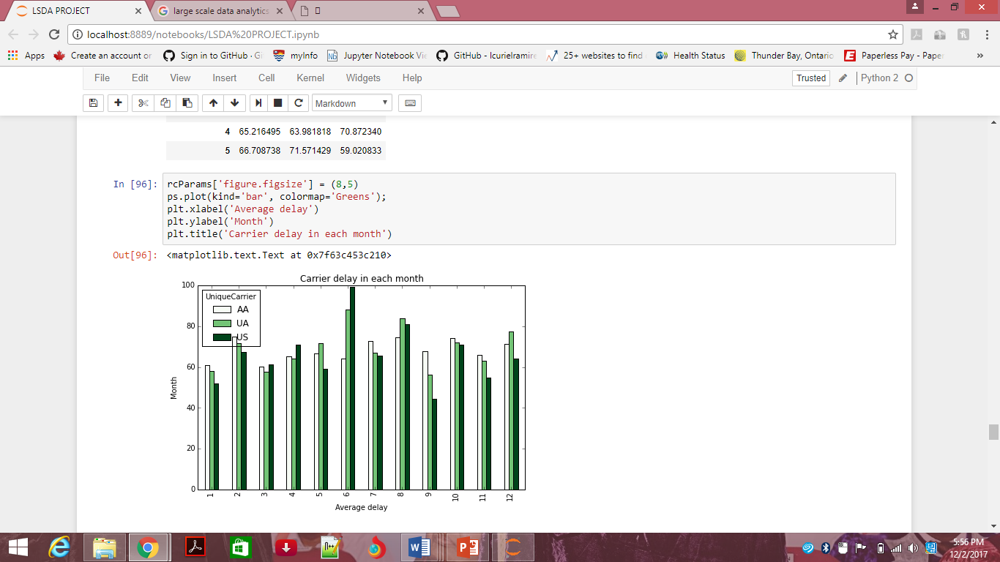 LSDA PROJECT
large scale data analytics
localhost:8889/notebooks/LSDA%20PROJECT.ipynb
Apps
Create an account or
Sign in to GitHub · Gi
myInfo
Jupyter Notebook Vie
GitHub - lcurielramire
25+ websites to find
Health Status
Thunder Bay, Ontario
Paperless Pay - Paper
»
File Edit View Insert Cell Kernel Widgets Help
Trusted
Python 2
Markdown
4 65.216495 63.981818 70.872340
5 66.708738 71.571429 59.020833
In [96]:
rcParams['figure.figsize'] = (8,5)
ps.plot(kind='bar', colormap='Greens');
plt.xlabel('Average delay')
plt.ylabel('Month')
plt.title('Carrier delay in each month')
Out[96]: <matplotlib.text.Text at 0x7f63c453c210>
Carrier delay in each month
UniqueCarrier
AA
UA
US
100
80
60
40
20
0
Month
1 2 3 4 5 6 7 8 9 10 11 12
Average delay
5:56 PM
12/2/2017